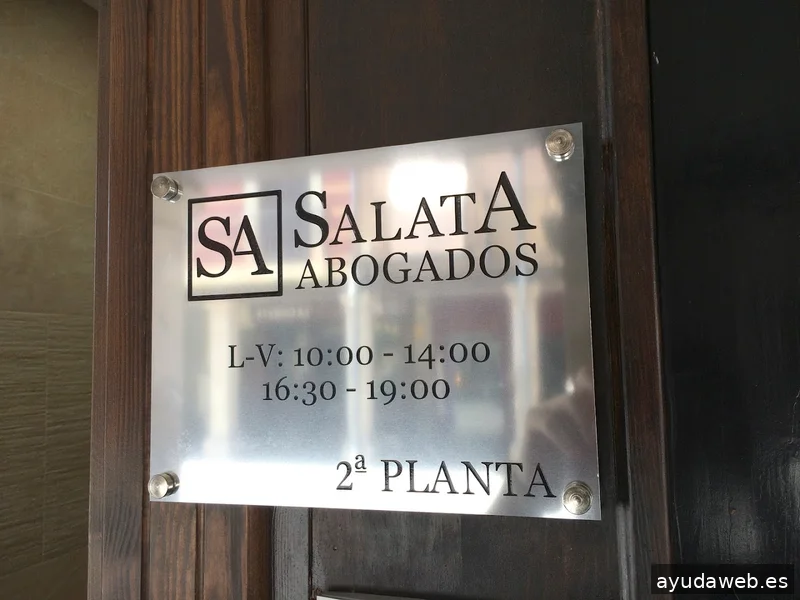 SA
SALATA
ABOGADOS
L-V: 10:00 - 14:00
16:30 - 19:00
2ª PLANTA
ayudaweb.es